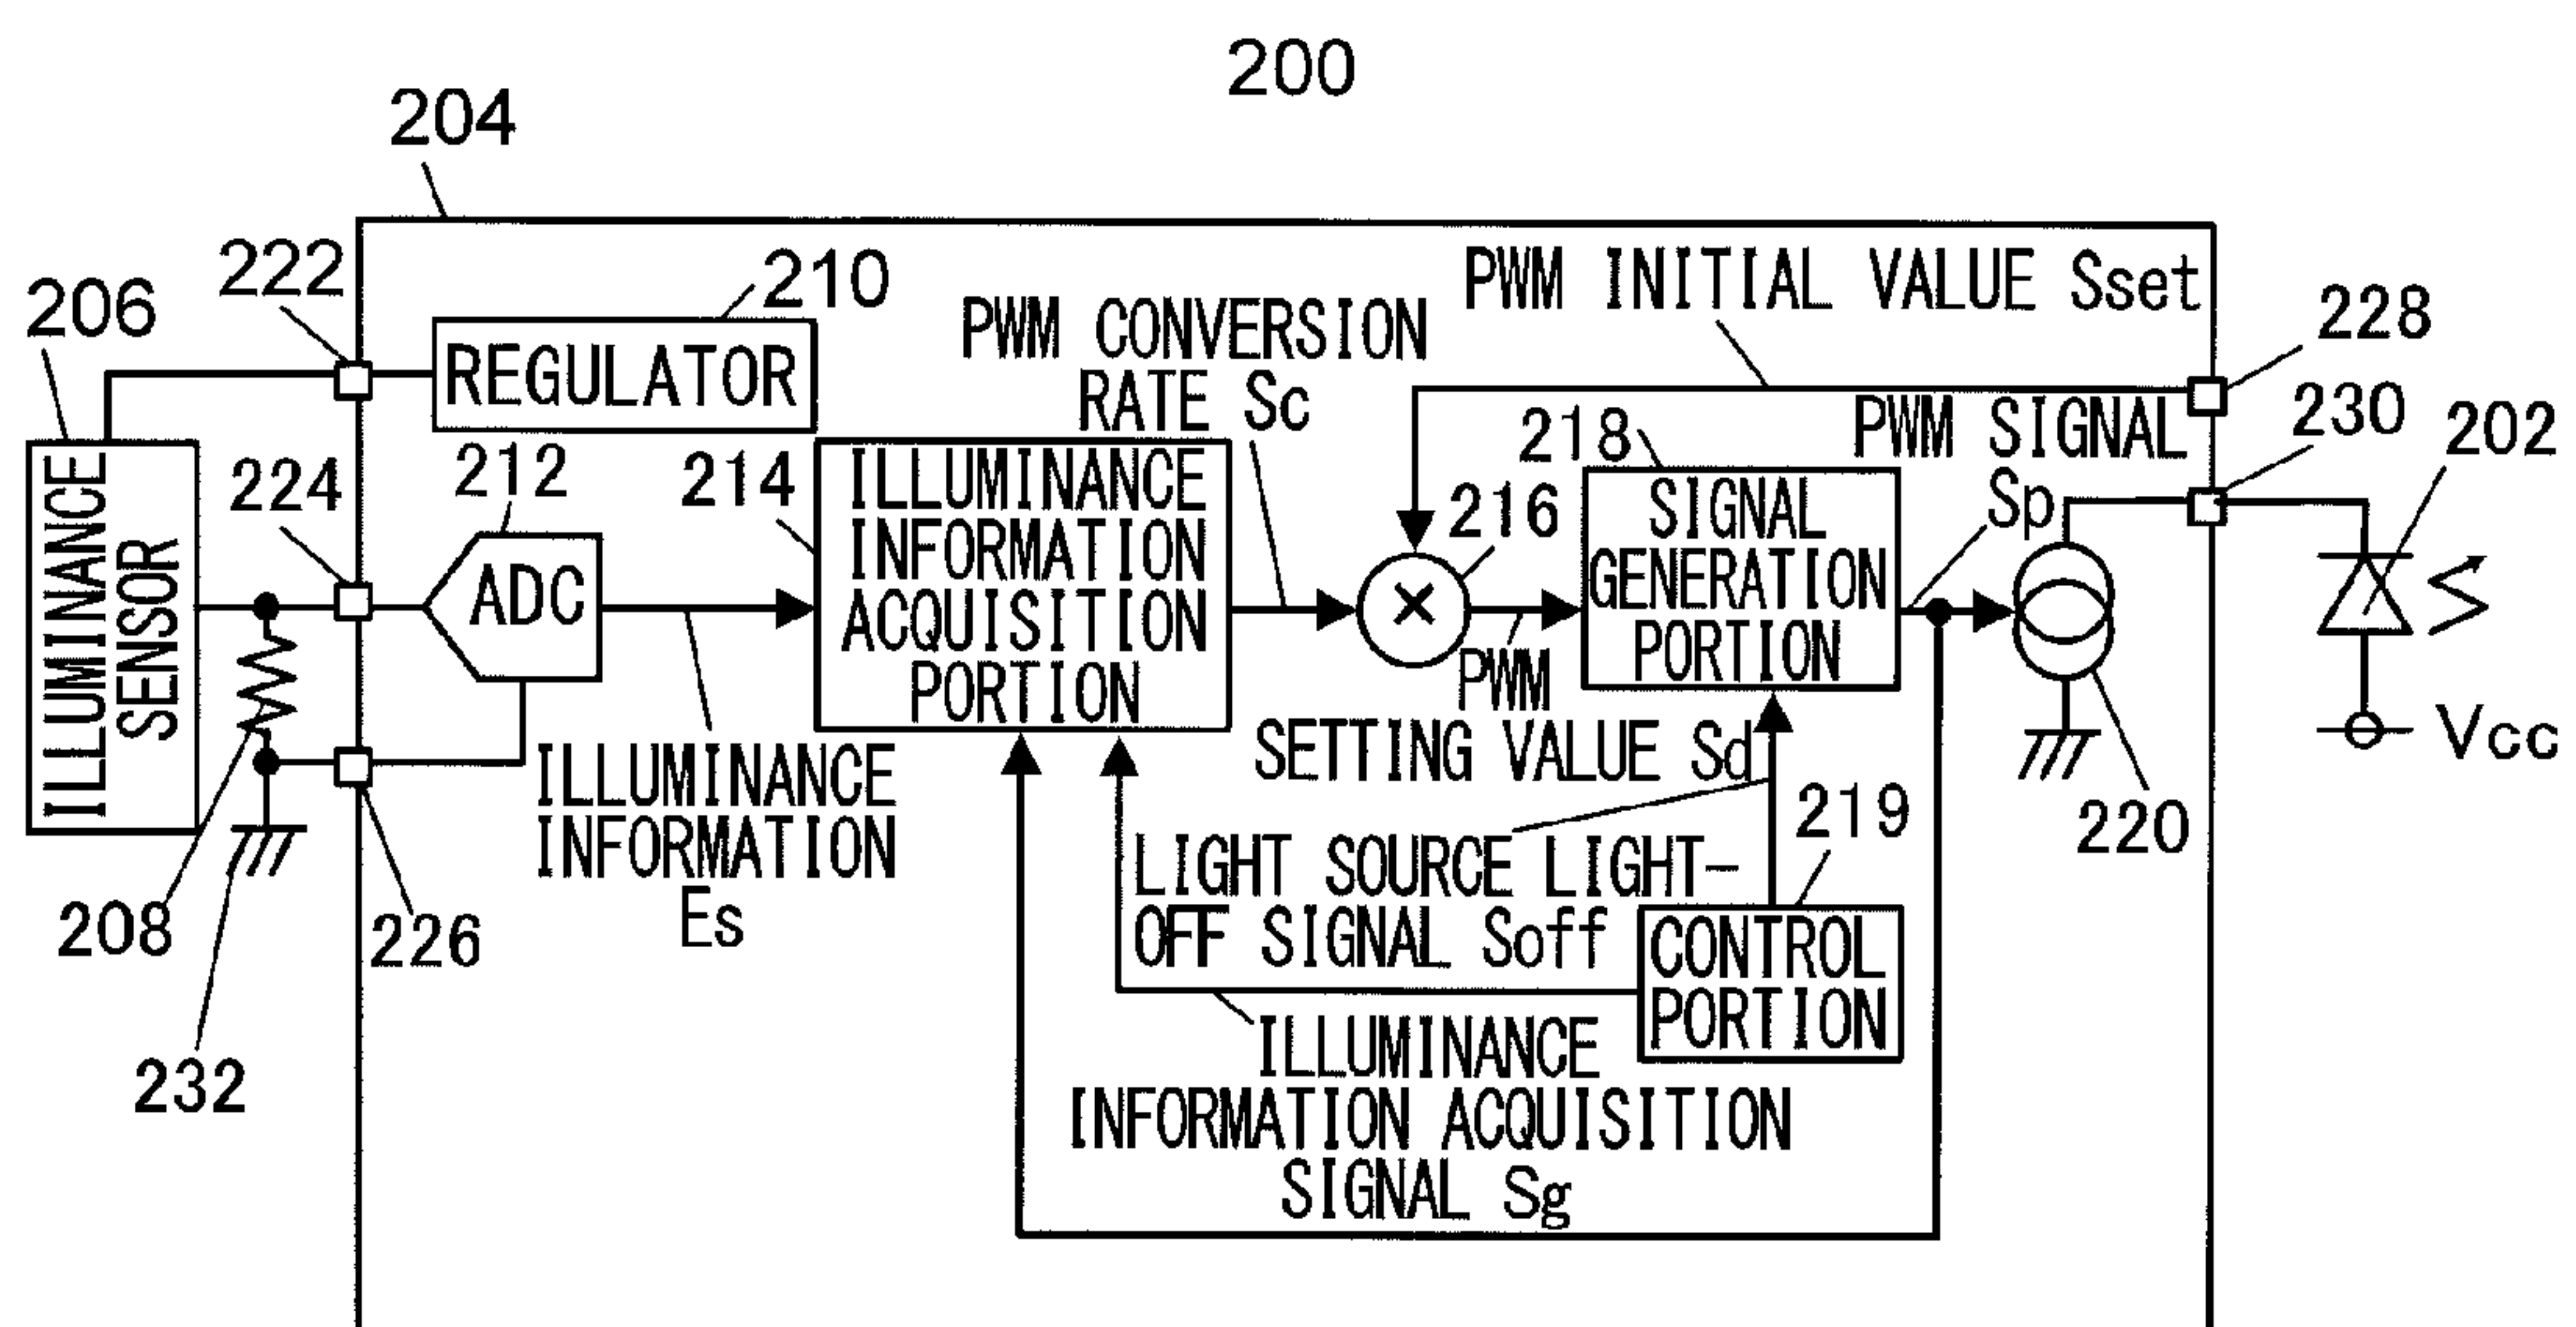 200
204
222
210
PWM INITIAL VALUE Sset
206
PWM CONVERSION
RATE Sc
228
REGULATOR
230
PWM SIGNAL
Sp
202
224
212
214
218
216
ILLUMINANCE
SENSOR
ADC
ILLUMINANCE
INFORMATION
ACQUISITION
PORTION
×
SIGNAL
GENERATION
PORTION
PWM
SETTING VALUE Sd
Vcc
ILLUMINANCE
INFORMATION
Es
219
220
LIGHT SOURCE LIGHT-
OFF SIGNAL Soff
208
226
CONTROL
PORTION
232
ILLUMINANCE
INFORMATION ACQUISITION
SIGNAL Sg